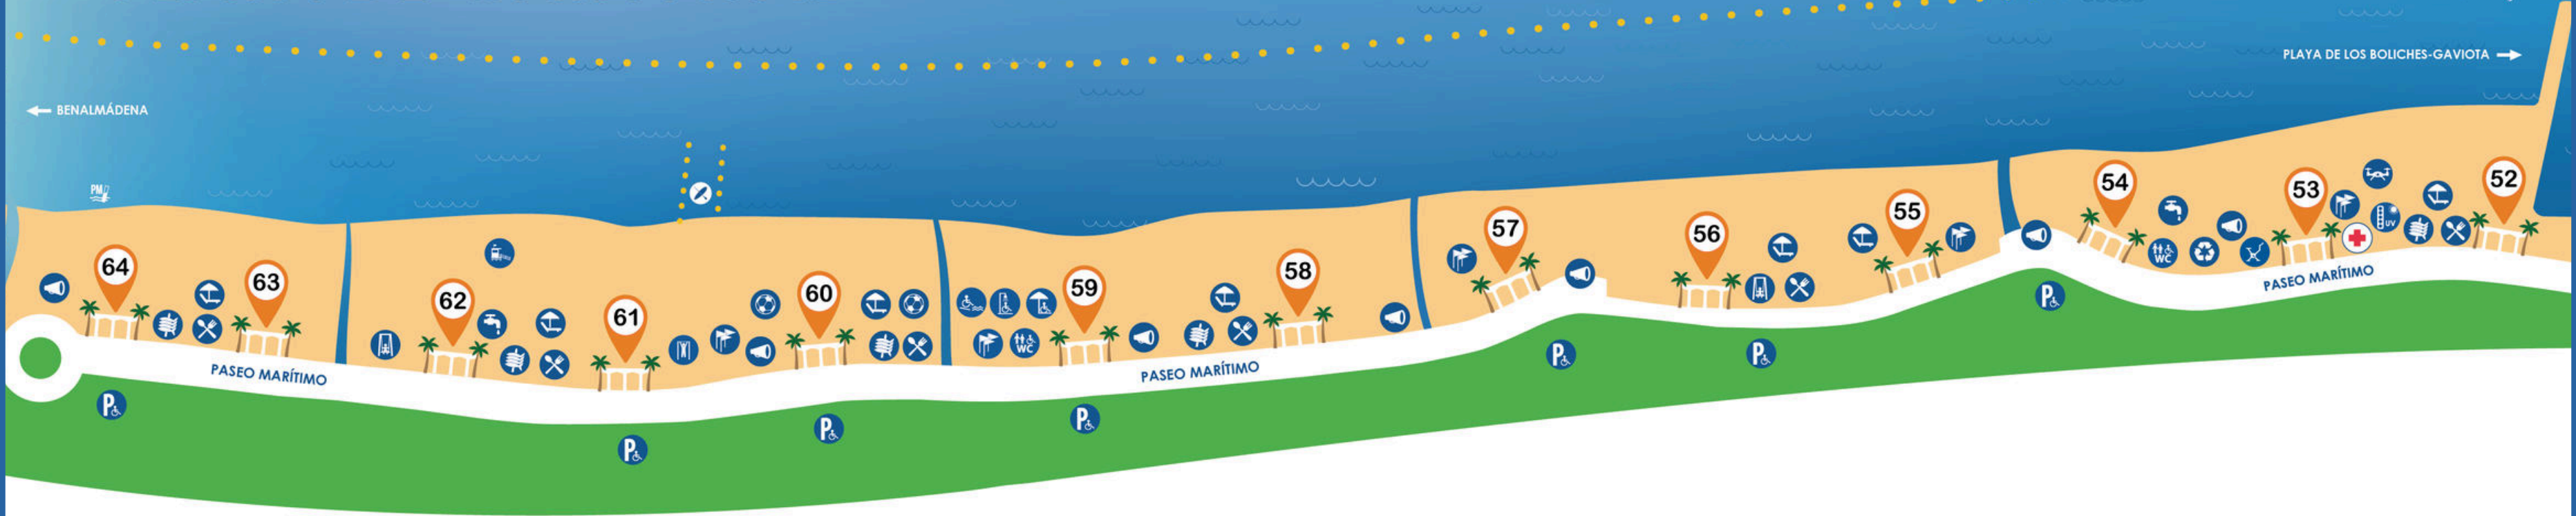 PLAYA DE LOS BOLICHES-GAVIOTA
BENALMÁDENA
PM
64
63
62
61
60
59
58
57
56
55
54
53
52
UV
WC
WC
PASEO MARÍTIMO
PASEO MARÍTIMO
PASEO MARÍTIMO
P
P
P
P
P
P
P